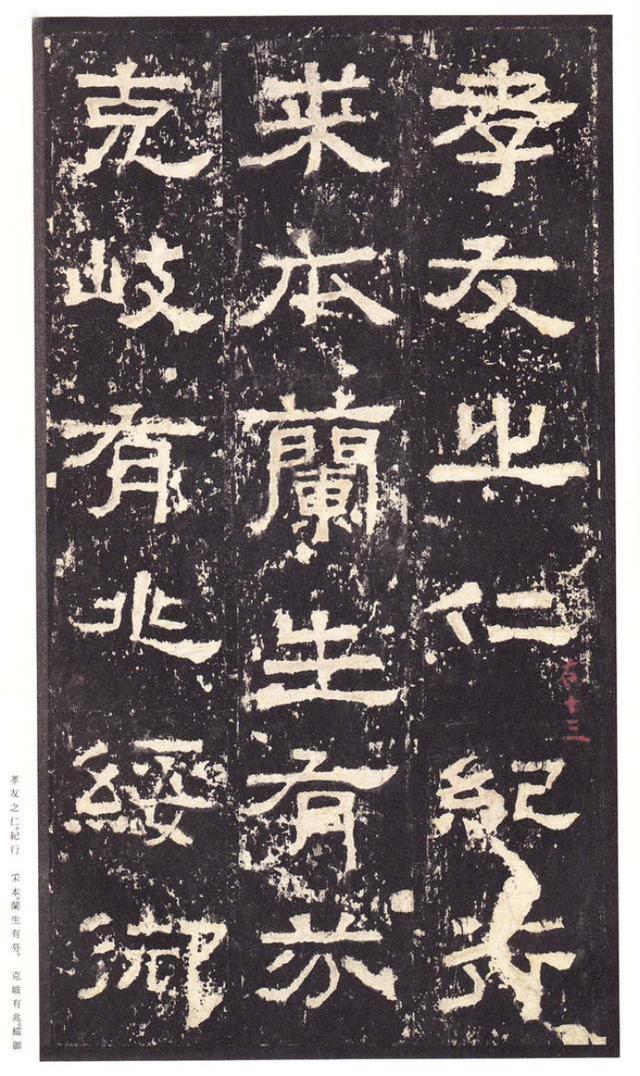 孝友之仁紀行
来本蘭生有芬
克岐有兆綏御
十三
孝友之仁。紀行　来本。蘭生有芬。　克岐有兆。綏御